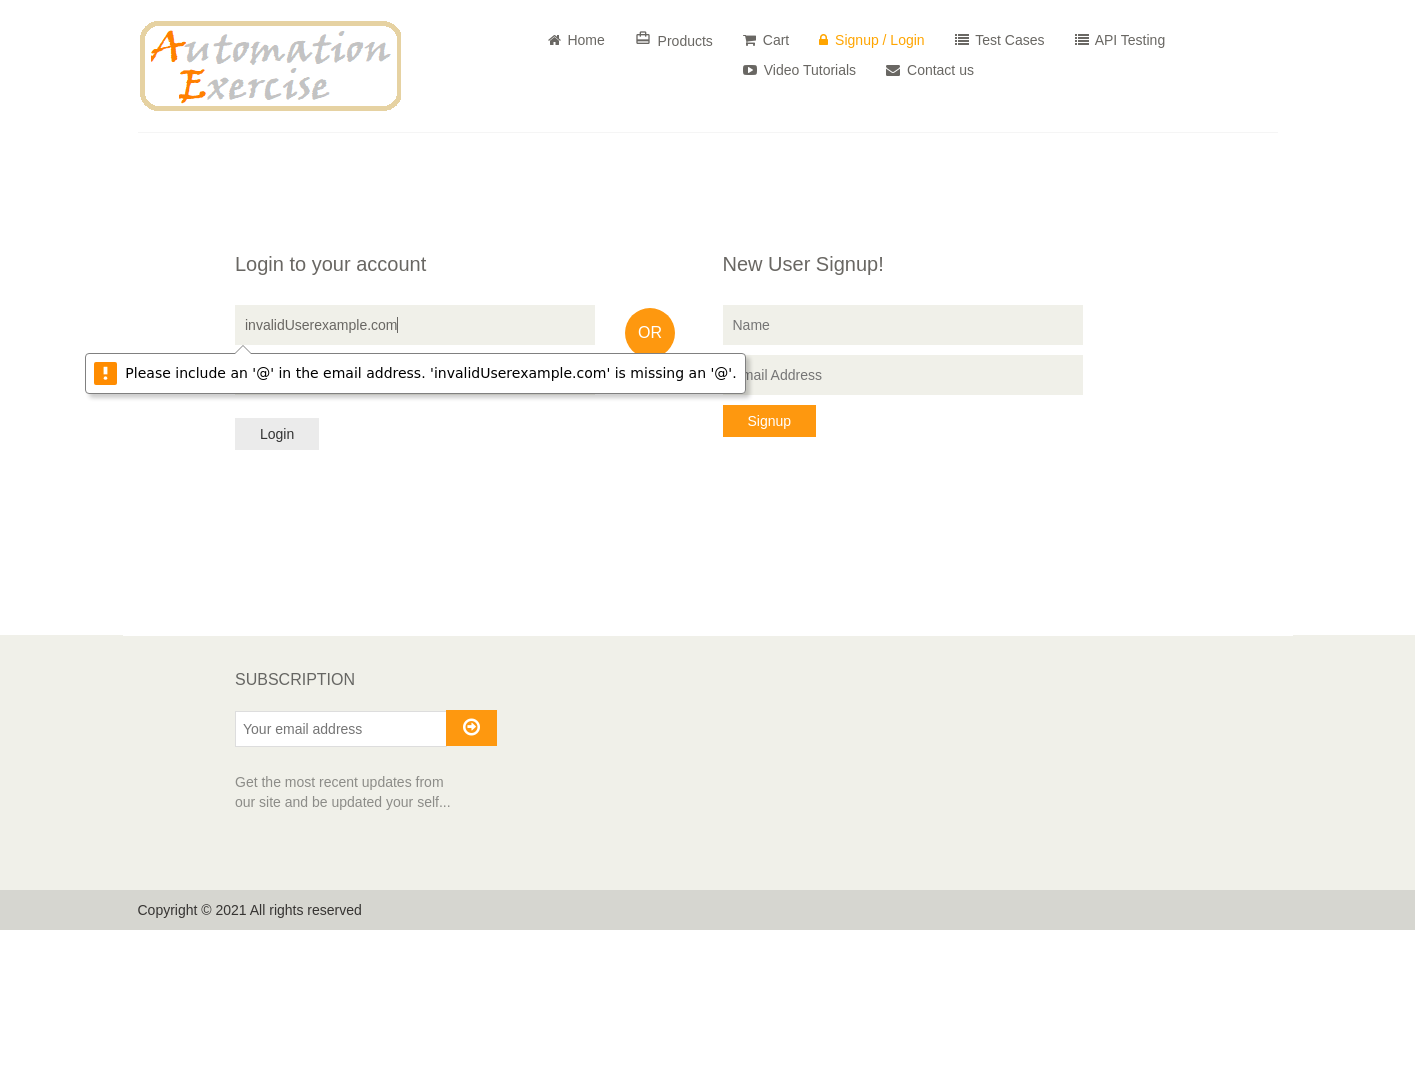 Automation
Exercise
Home
Products
Cart
Signup / Login
Test Cases
API Testing
Video Tutorials
Contact us
Login to your account
invalidUserexample.com
Please include an '@' in the email address. 'invalidUserexample.com' is missing an '@'.
Login
OR
New User Signup!
Name
mail Address
Signup
SUBSCRIPTION
Your email address
Get the most recent updates from
our site and be updated your self...
Copyright © 2021 All rights reserved